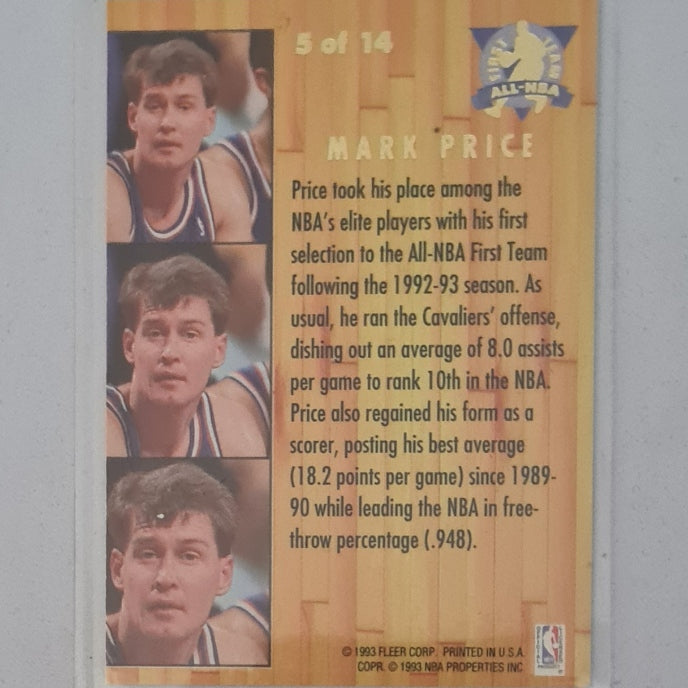 5 of 14
FIRST TEAM
ALL-NBA
MARK PRICE
Price took his place among the
NBA's elite players with his first
selection to the All-NBA First Team
following the 1992-93 season. As
usual, he ran the Cavaliers' offense,
dishing out an average of 8.0 assists
per game to rank 10th in the NBA.
Price also regained his form as a
scorer, posting his best average
(18.2 points per game) since 1989-
90 while leading the NBA in free-
throw percentage (.948).
© 1993 FLEER CORP. PRINTED IN U.S.A.
COPR. © 1993 NBA PROPERTIES INC.